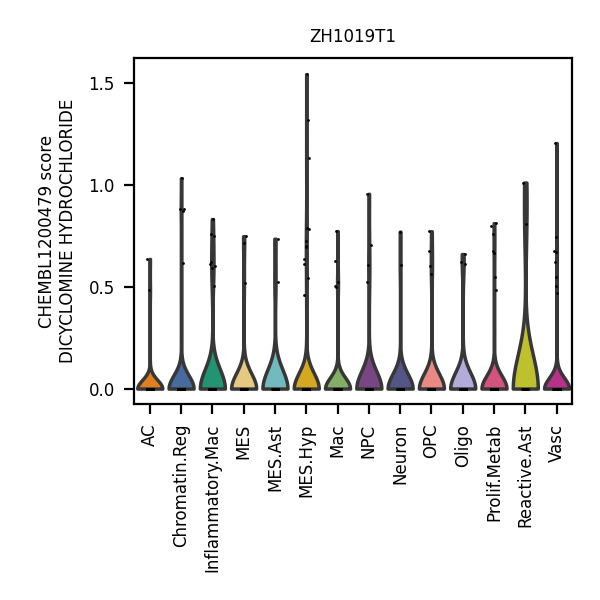 ZH1019T1
CHEMBL1200479 score
DICYCLOMINE HYDROCHLORIDE
1.5
1.0
0.5
0.0
AC
Chromatin.Reg
Inflammatory.Mac
MES
MES.Ast
MES.Hyp
Mac
NPC
Neuron
OPC
Oligo
Prolif.Metab
Reactive.Ast
Vasc